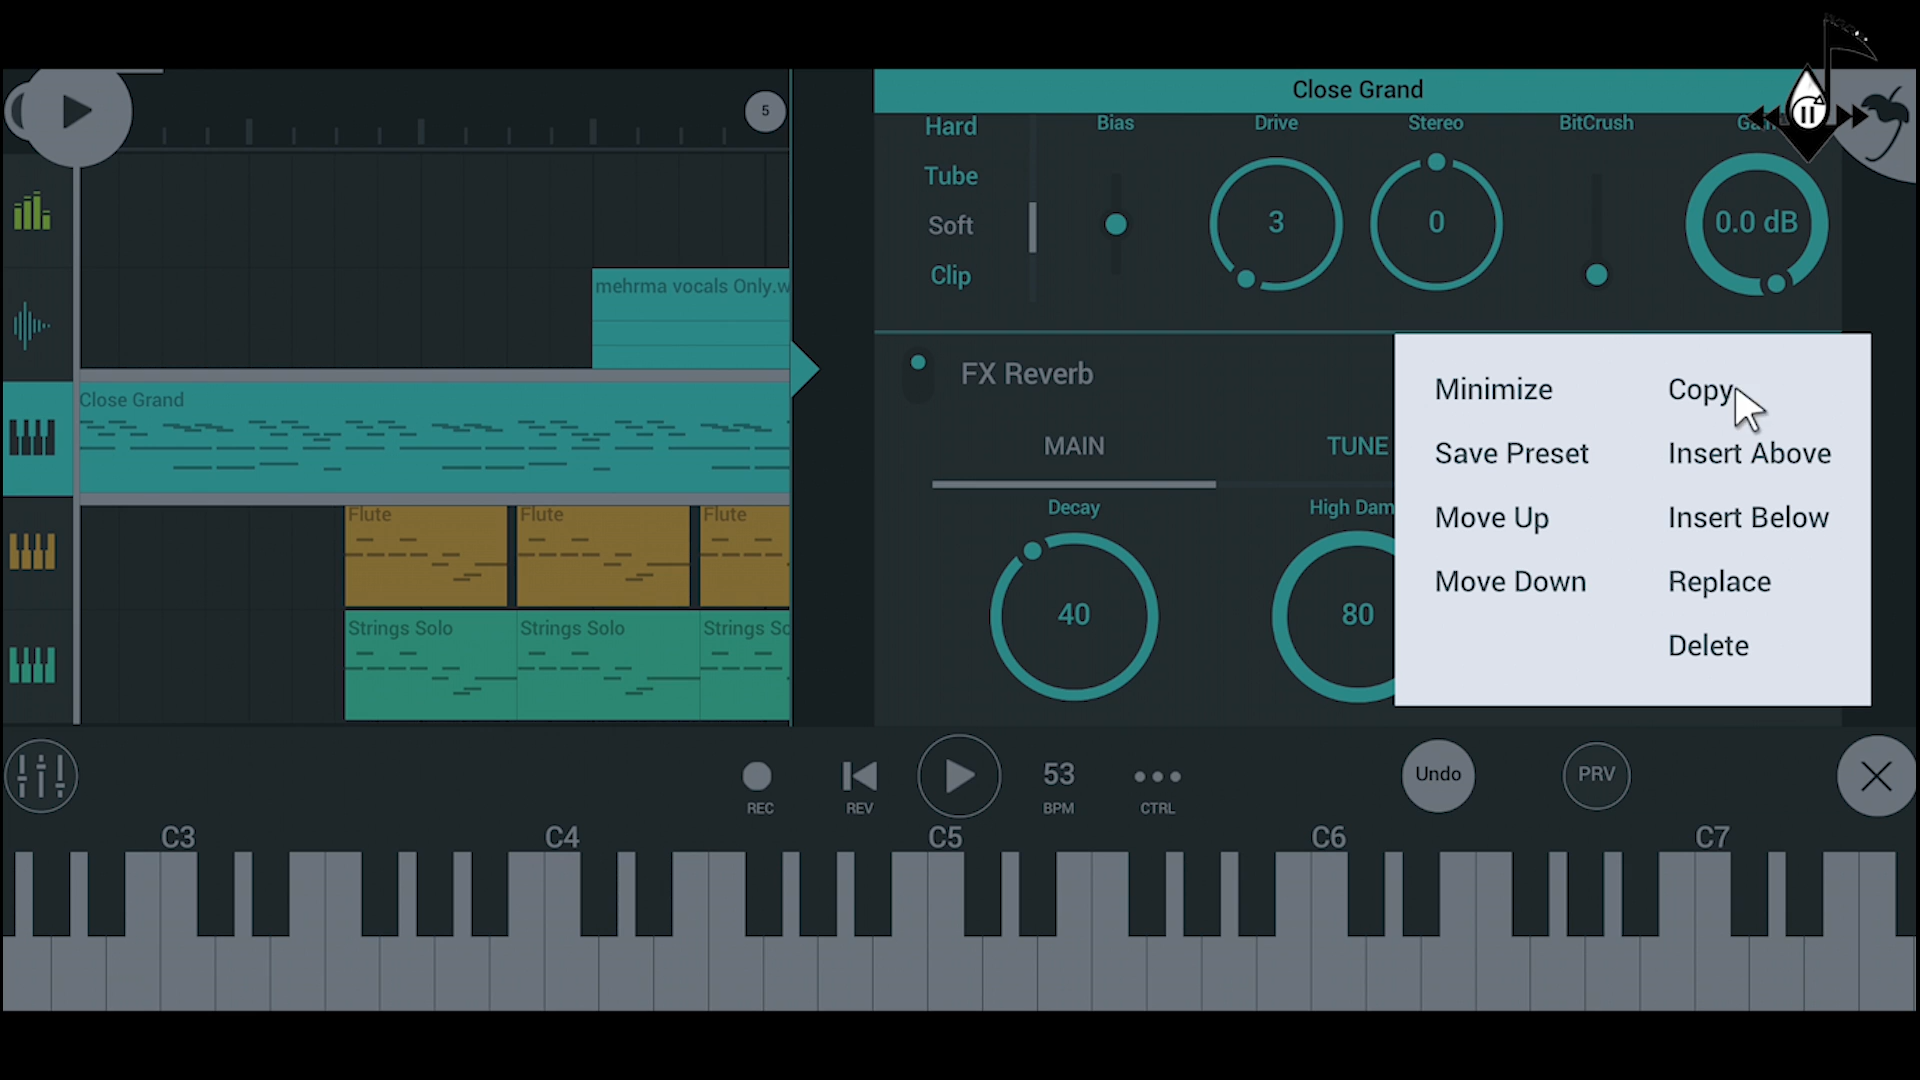 Close Grand
5
Hard
Tube
Soft
Clip
Bias
Drive
Stereo
BitCrush
3
0
0.0 dB
mehrma vocals Only.w
Close Grand
Flute
Flute
Flute
Strings Solo
Strings Solo
Strings So
FX Reverb
MAIN
TUNE
Decay
High Dam
40
80
Minimize
Copy
Save Preset
Insert Above
Move Up
Insert Below
Move Down
Replace
Delete
REC
REV
53
BPM
CTRL
Undo
PRV
C3
C4
C5
C6
C7